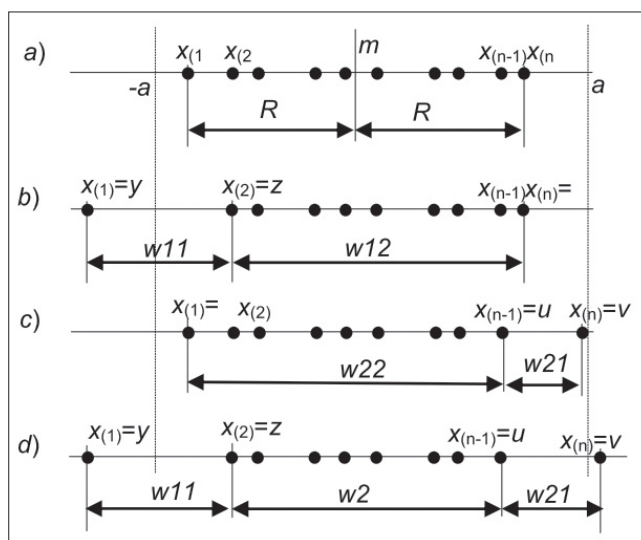 a) x(1 x(2 m x(n-1) x(n
-a a
R R
b) x(1)=y x(2)=z x(n-1) x(n)=
w11 w12
c) x(1)= x(2) x(n-1)=u x(n)=v
w22 w21
d) x(1)=y x(2)=z x(n-1)=u x(n)=v
w11 w2 w21